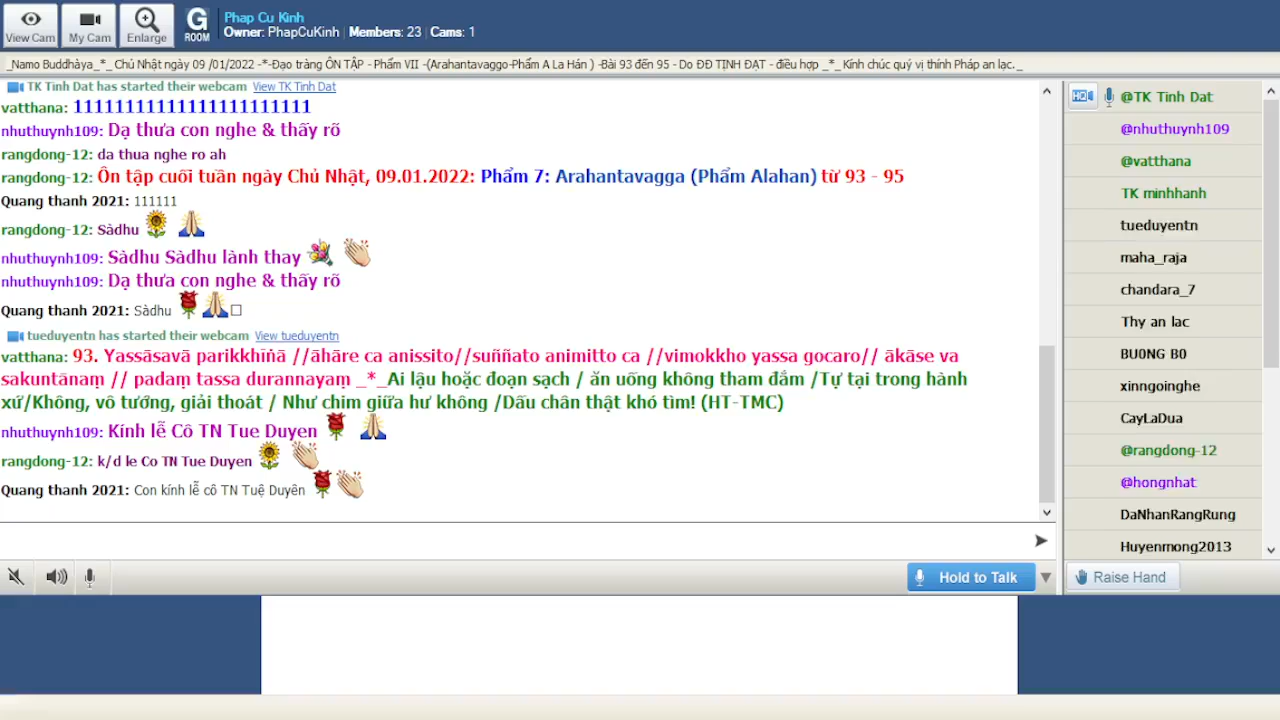 View Cam
My Cam
Enlarge
G
ROOM
Phap Cu Kinh
Owner: PhapCuKinh | Members: 23 | Cams: 1
_Namo Buddhàya_*_ Chủ Nhật ngày 09 /01/2022 -*-Đạo tràng ÔN TẬP - Phẩm VII -(Arahantavaggo-Phẩm A La Hán ) -Bài 93 đến 95 - Do ĐĐ TỊNH ĐẠT - điều hợp _*_ Kính chúc quý vị thính Pháp an lạc._
TK Tinh Dat has started their webcam View TK Tinh Dat
vatthana: 1111111111111111111111111
nhuthuynh109: Dạ thưa con nghe & thấy rõ
rangdong-12: da thua nghe ro ah
rangdong-12: Ôn tập cuối tuần ngày Chủ Nhật, 09.01.2022: Phẩm 7: Arahantavagga (Phẩm Alahan) từ 93 - 95
Quang thanh 2021: 111111
rangdong-12: Sàdhu
nhuthuynh109: Sàdhu Sàdhu lành thay
nhuthuynh109: Dạ thưa con nghe & thấy rõ
Quang thanh 2021: Sàdhu
tueduyentn has started their webcam View tueduyentn
vatthana: 93. Yassāsavā parikkhīṅā //āhāre ca anissito//suññato animitto ca //vimokkho yassa gocaro// ākāse va
sakuntānaṃ // padaṃ tassa durannayaṃ _*_Ai lậu hoặc đoạn sạch / ăn uống không tham đắm /Tự tại trong hành
xứ/Không, vô tướng, giải thoát / Như chim giữa hư không /Dấu chân thật khó tìm! (HT-TMC)
nhuthuynh109: Kính lễ Cô TN Tue Duyen
rangdong-12: k/d le Co TN Tue Duyen
Quang thanh 2021: Con kính lễ cô TN Tuệ Duyên
Hold to Talk
@TK Tinh Dat
@nhuthuynh109
@vatthana
TK minhhanh
tueduyentn
maha_raja
chandara_7
Thy an lac
BU0NG B0
xinngoinghe
CayLaDua
@rangdong-12
@hongnhat
DaNhanRangRung
Huyenmong2013
Raise Hand